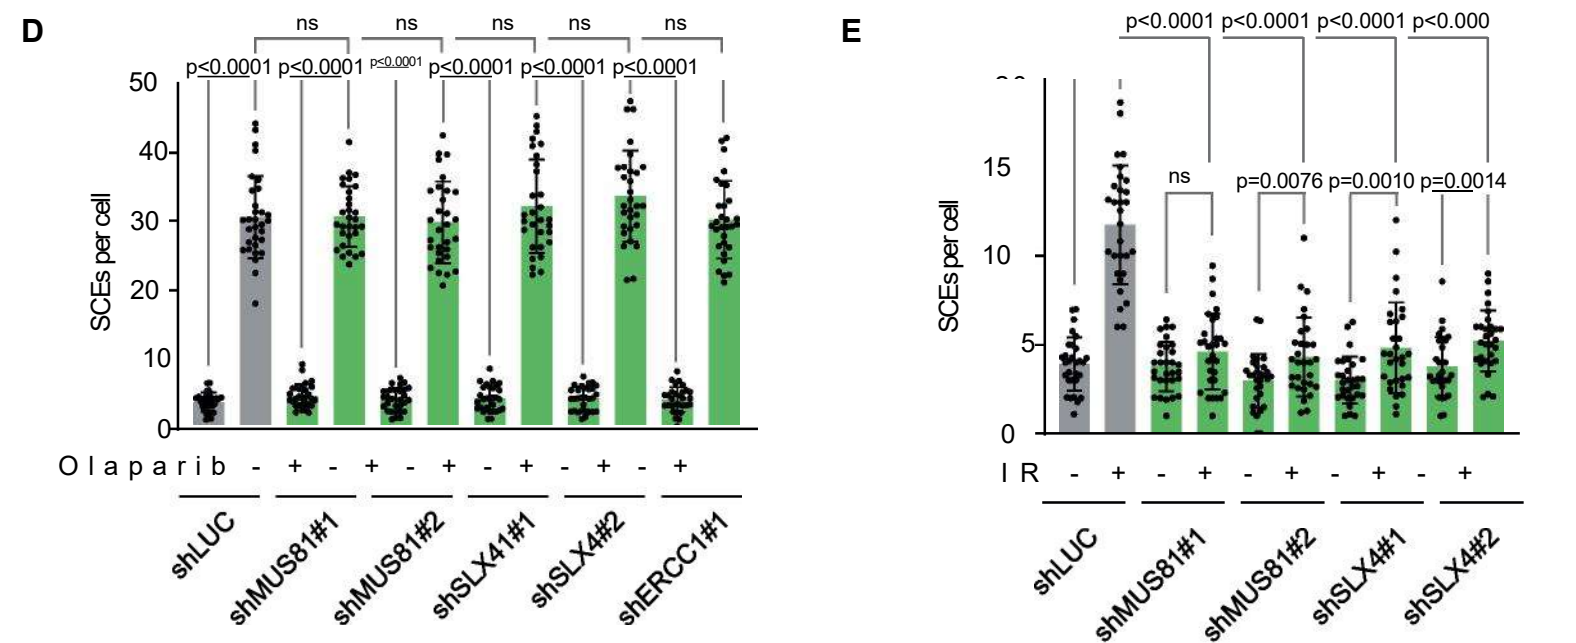 D
ns ns ns ns ns
p<0.0001 p<0.0001 p<0.0001 p<0.0001 p<0.0001 p<0.0001
50
40
30
20
10
0
SCEs per cell
Olaparib - + - + - + - + - + - +
shLUC
shMUS81#1
shMUS81#2
shSLX41#1
shSLX4#2
shERCC1#1
E
p<0.0001 p<0.0001 p<0.0001 p<0.000
ns p=0.0076 p=0.0010 p=0.0014
15
10
5
0
SCEs per cell
IR - + - + - + - + - +
shLUC
shMUS81#1
shMUS81#2
shSLX4#1
shSLX4#2